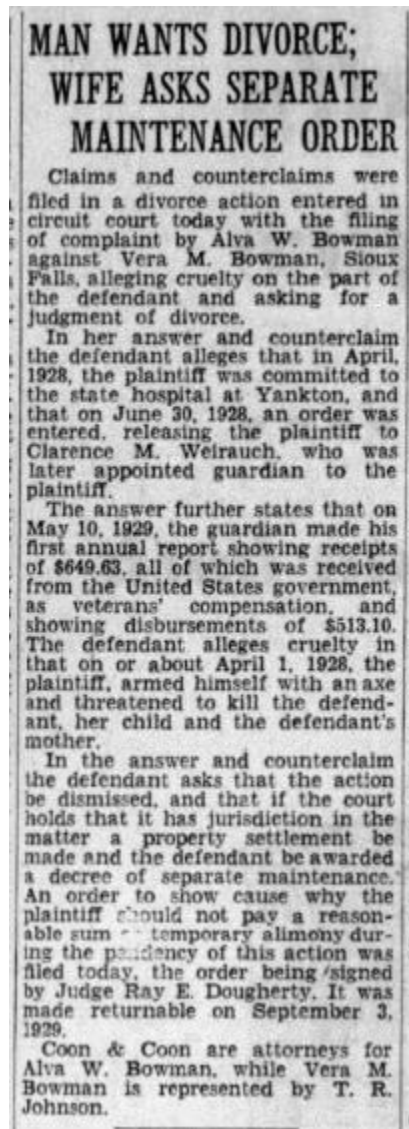 MAN WANTS DIVORCE;
WIFE ASKS SEPARATE
MAINTENANCE ORDER
Claims and counterclaims were
filed in a divorce action entered in
circuit court today with the filing
of complaint by Alva W. Bowman
against Vera M. Bowman, Sioux
Falls, alleging cruelty on the part of
the defendant and asking for a
judgment of divorce.
In her answer and counterclaim
the defendant alleges that in April,
1928, the plaintiff was committed to
the state hospital at Yankton, and
that on June 30, 1928, an order was
entered, releasing the plaintiff to
Clarence M. Weirauch, who was
later appointed guardian to the
plaintiff.
The answer further states that on
May 10, 1929, the guardian made his
first annual report showing receipts
of $649.63, all of which was received
from the United States government,
as veterans' compensation, and
showing disbursements of $513.10.
The defendant alleges cruelty in
that on or about April 1, 1928, the
plaintiff, armed himself with an axe
and threatened to kill the defend-
ant, her child and the defendant's
mother.
In the answer and counterclaim
the defendant asks that the action
be dismissed, and that if the court
holds that it has jurisdiction in the
matter a property settlement be
made and the defendant be awarded
a decree of separate maintenance.
An order to show cause why the
plaintiff should not pay a reason-
able sum temporary alimony dur-
ing the pendency of this action was
filed today, the order being signed
by Judge Ray E. Dougherty. It was
made returnable on September 3,
1929.
Coon & Coon are attorneys for
Alva W. Bowman, while Vera M.
Bowman is represented by T. R.
Johnson.